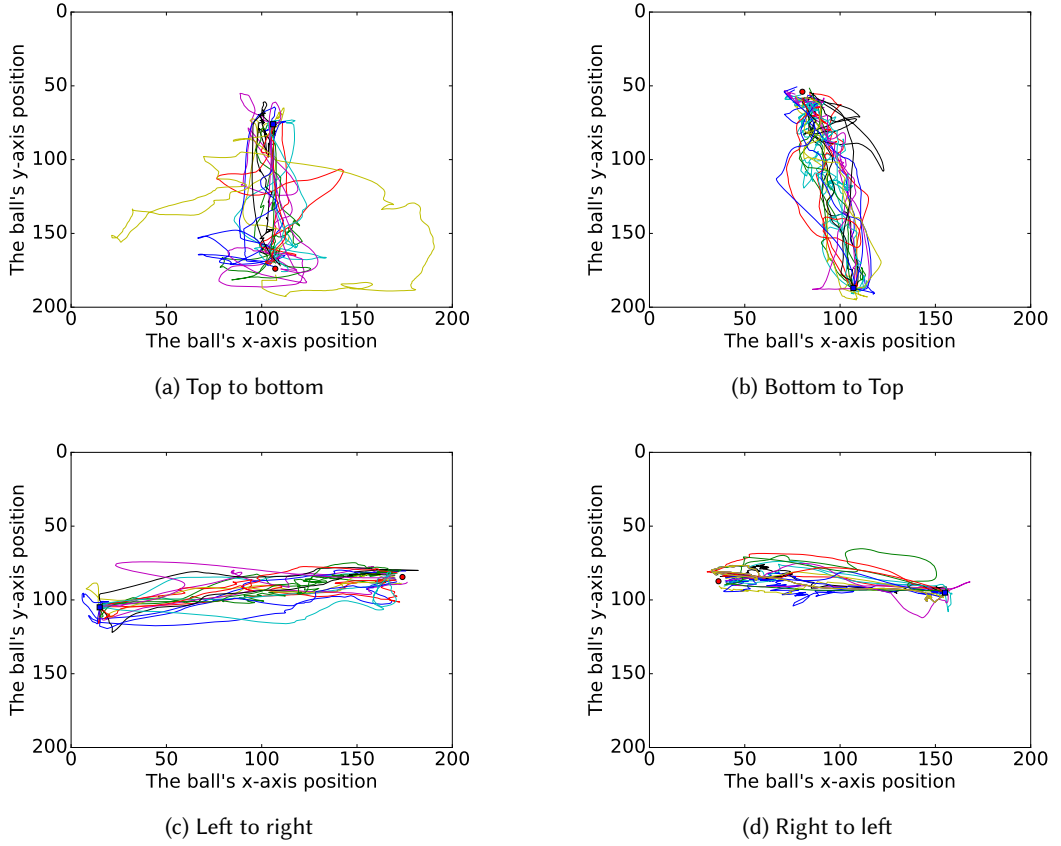 0
50
100
150
200
0 50 100 150 200
The ball's y-axis position
The ball's x-axis position
(a) Top to bottom
0
50
100
150
200
0 50 100 150 200
The ball's y-axis position
The ball's x-axis position
(b) Bottom to Top
0
50
100
150
200
0 50 100 150 200
The ball's y-axis position
The ball's x-axis position
(c) Left to right
0
50
100
150
200
0 50 100 150 200
The ball's y-axis position
The ball's x-axis position
(d) Right to left